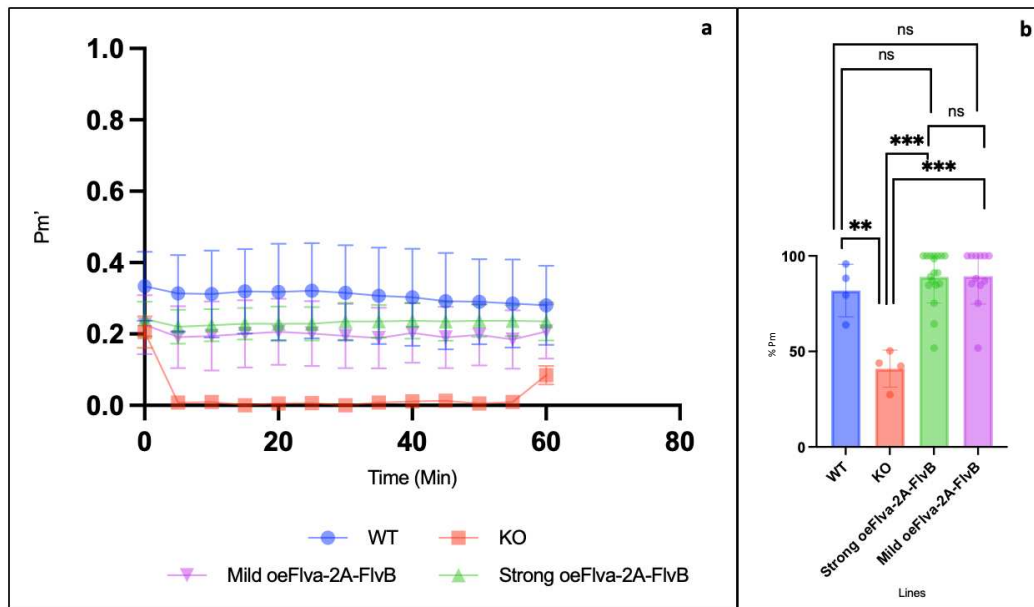 a
Pm'
1.0
0.8
0.6
0.4
0.2
0.0
0 20 40 60 80
Time (Min)
WT KO
Mild oeFlva-2A-FlvB Strong oeFlva-2A-FlvB
b
ns
ns
ns
***
***
**
% Pm
100
50
0
WT
KO
Strong oeFlva-2A-FlvB
Mild oeFlva-2A-FlvB
Lines